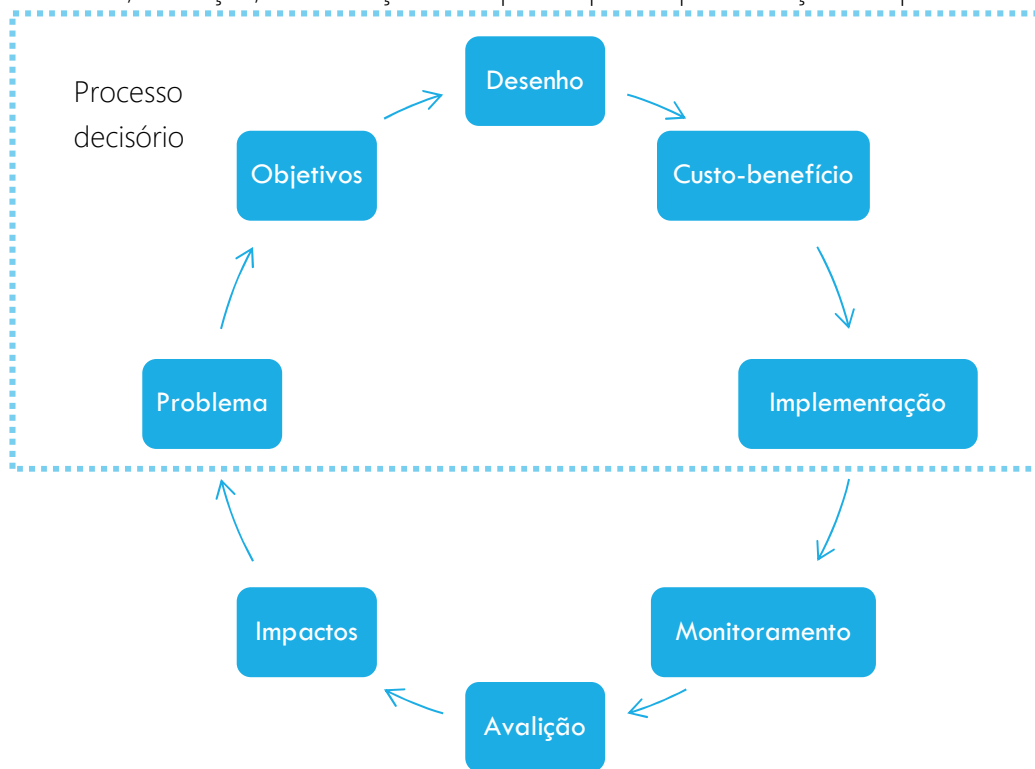 Processo
decisório
Desenho
Objetivos
Custo-benefício
Problema
Implementação
Impactos
Monitoramento
Avalição